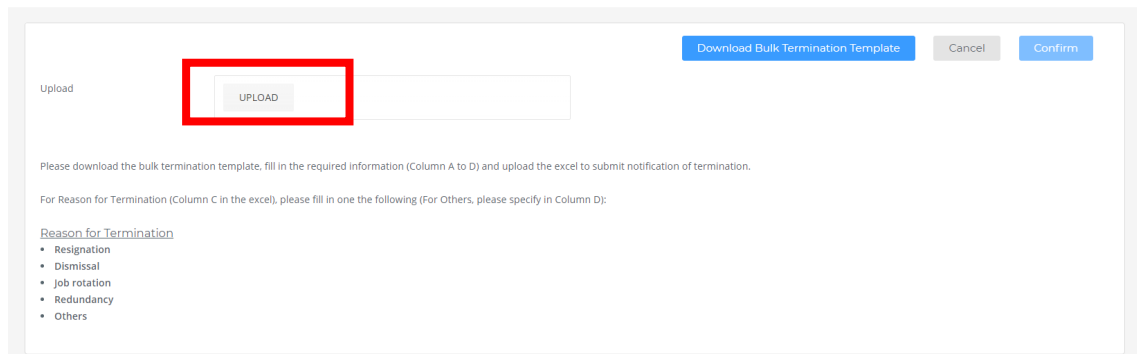 Download Bulk Termination Template Cancel Confirm
Upload UPLOAD
Please download the bulk termination template, fill in the required information (Column A to D) and upload the excel to submit notification of termination.
For Reason for Termination (Column C in the excel), please fill in one the following (For Others, please specify in Column D):
Reason for Termination
• Resignation
• Dismissal
• Job rotation
• Redundancy
• Others